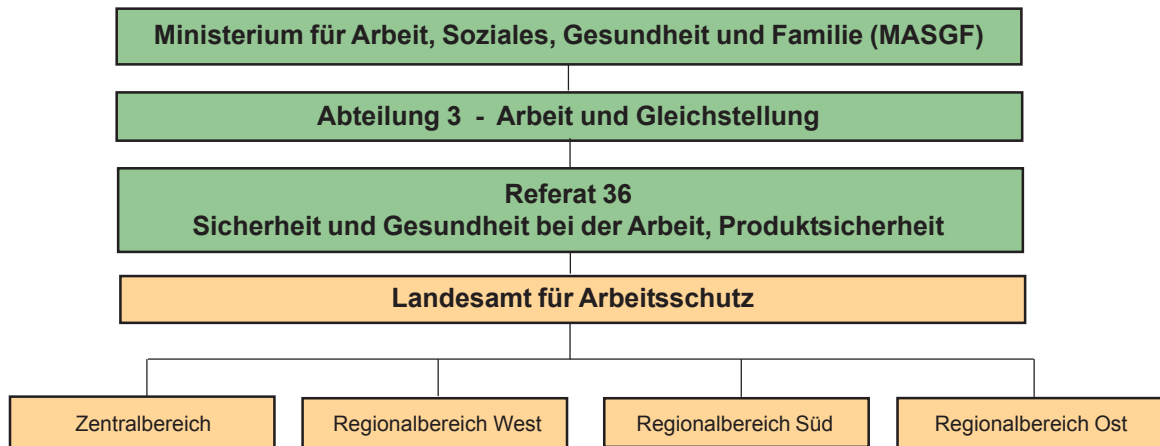 Ministerium für Arbeit, Soziales, Gesundheit und Familie (MASGF)
Abteilung 3 - Arbeit und Gleichstellung
Referat 36
Sicherheit und Gesundheit bei der Arbeit, Produktsicherheit
Landesamt für Arbeitsschutz
Zentralbereich
Regionalbereich West
Regionalbereich Süd
Regionalbereich Ost